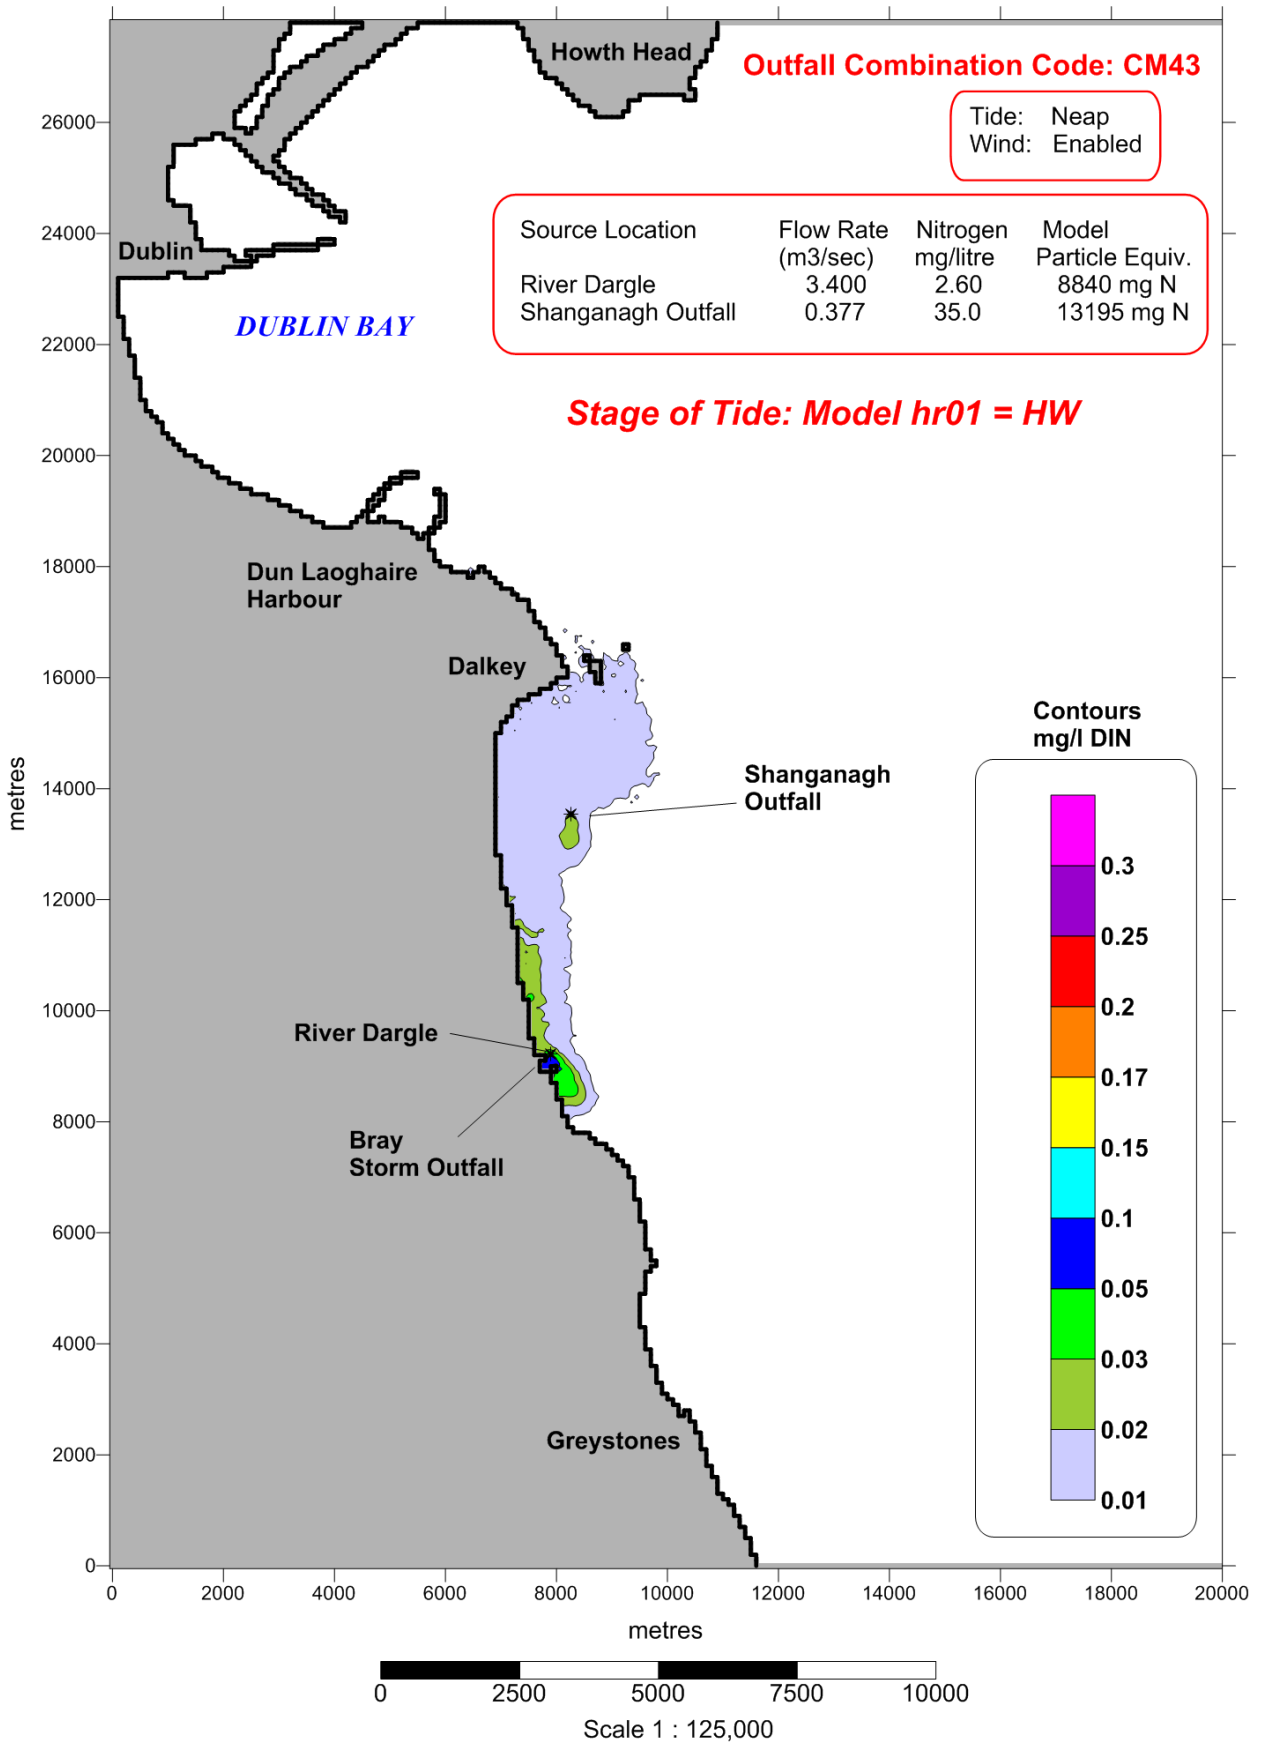 Howth Head
Outfall Combination Code: CM43
Tide: Neap
Wind: Enabled
Source Location Flow Rate Nitrogen Model
(m3/sec) mg/litre Particle Equiv.
River Dargle 3.400 2.60 8840 mg N
Shanganagh Outfall 0.377 35.0 13195 mg N
Dublin
DUBLIN BAY
Stage of Tide: Model hr01 = HW
Dun Laoghaire
Harbour
Dalkey
Shanganagh
Outfall
River Dargle
Bray
Storm Outfall
Greystones
Contours
mg/l DIN
0.3
0.25
0.2
0.17
0.15
0.1
0.05
0.03
0.02
0.01
metres
26000
24000
22000
20000
18000
16000
14000
12000
10000
8000
6000
4000
2000
0
0 2000 4000 6000 8000 10000 12000 14000 16000 18000 20000
metres
0 2500 5000 7500 10000
Scale 1 : 125,000